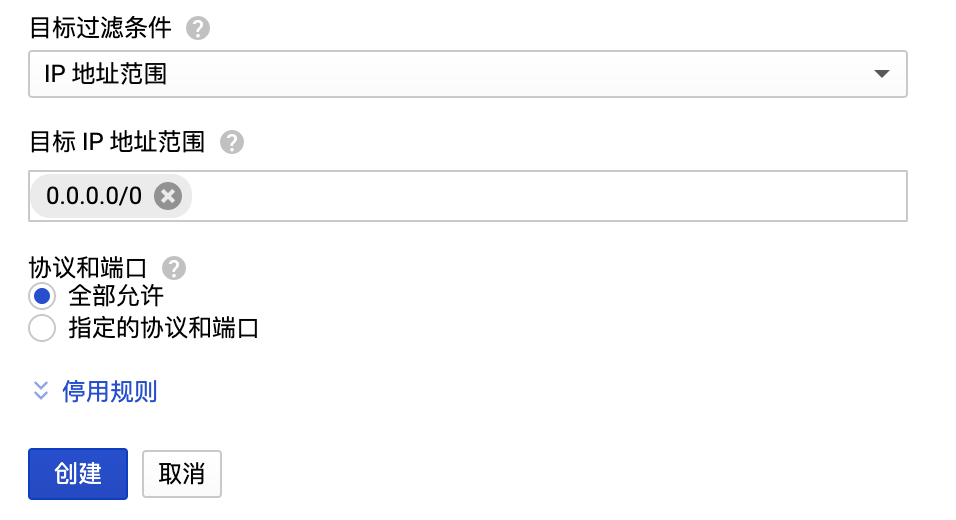 目标过滤条件
IP 地址范围
目标 IP 地址范围
0.0.0.0/0
协议和端口
全部允许
指定的协议和端口
停用规则
创建
取消